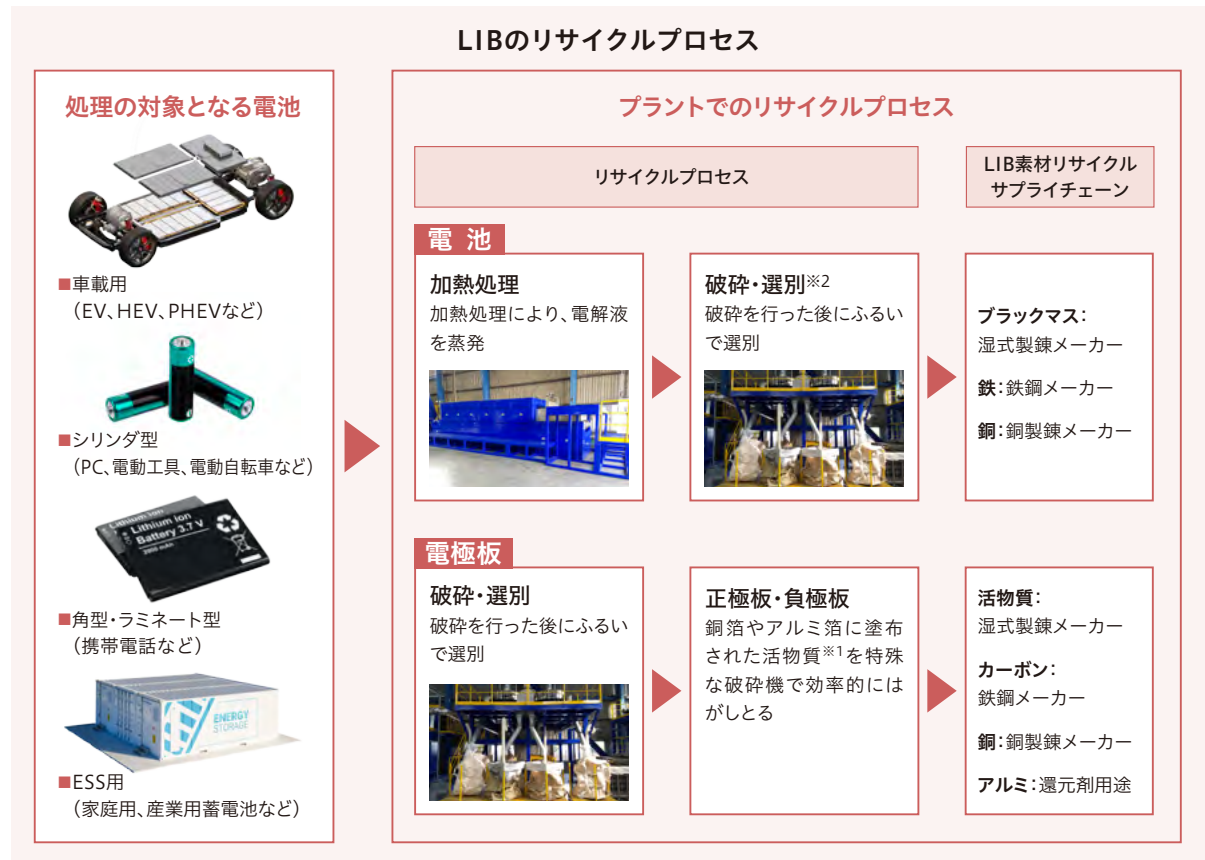 LIBのリサイクルプロセス
処理の対象となる電池
■車載用
（EV、HEV、PHEVなど）
■シリンダ型
（PC、電動工具、電動自転車など）
Lithium ion
Lithium ion
Battery 3.7 V
■角型・ラミネート型
（携帯電話など）
ENERGY
STORAGE
■ESS用
（家庭用、産業用蓄電池など）
プラントでのリサイクルプロセス
リサイクルプロセス
LIB素材リサイクル
サプライチェーン
電 池
加熱処理
加熱処理により、電解液
を蒸発
破砕・選別※2
破砕を行った後にふるい
で選別
ブラックマス：
湿式製錬メーカー
鉄：鉄鋼メーカー
銅：銅製錬メーカー
電極板
破砕・選別
破砕を行った後にふるい
で選別
正極板・負極板
銅箔やアルミ箔に塗布
された活物質※1を特殊
な破砕機で効率的には
がしとる
活物質：
湿式製錬メーカー
カーボン：
鉄鋼メーカー
銅：銅製錬メーカー
アルミ：還元剤用途